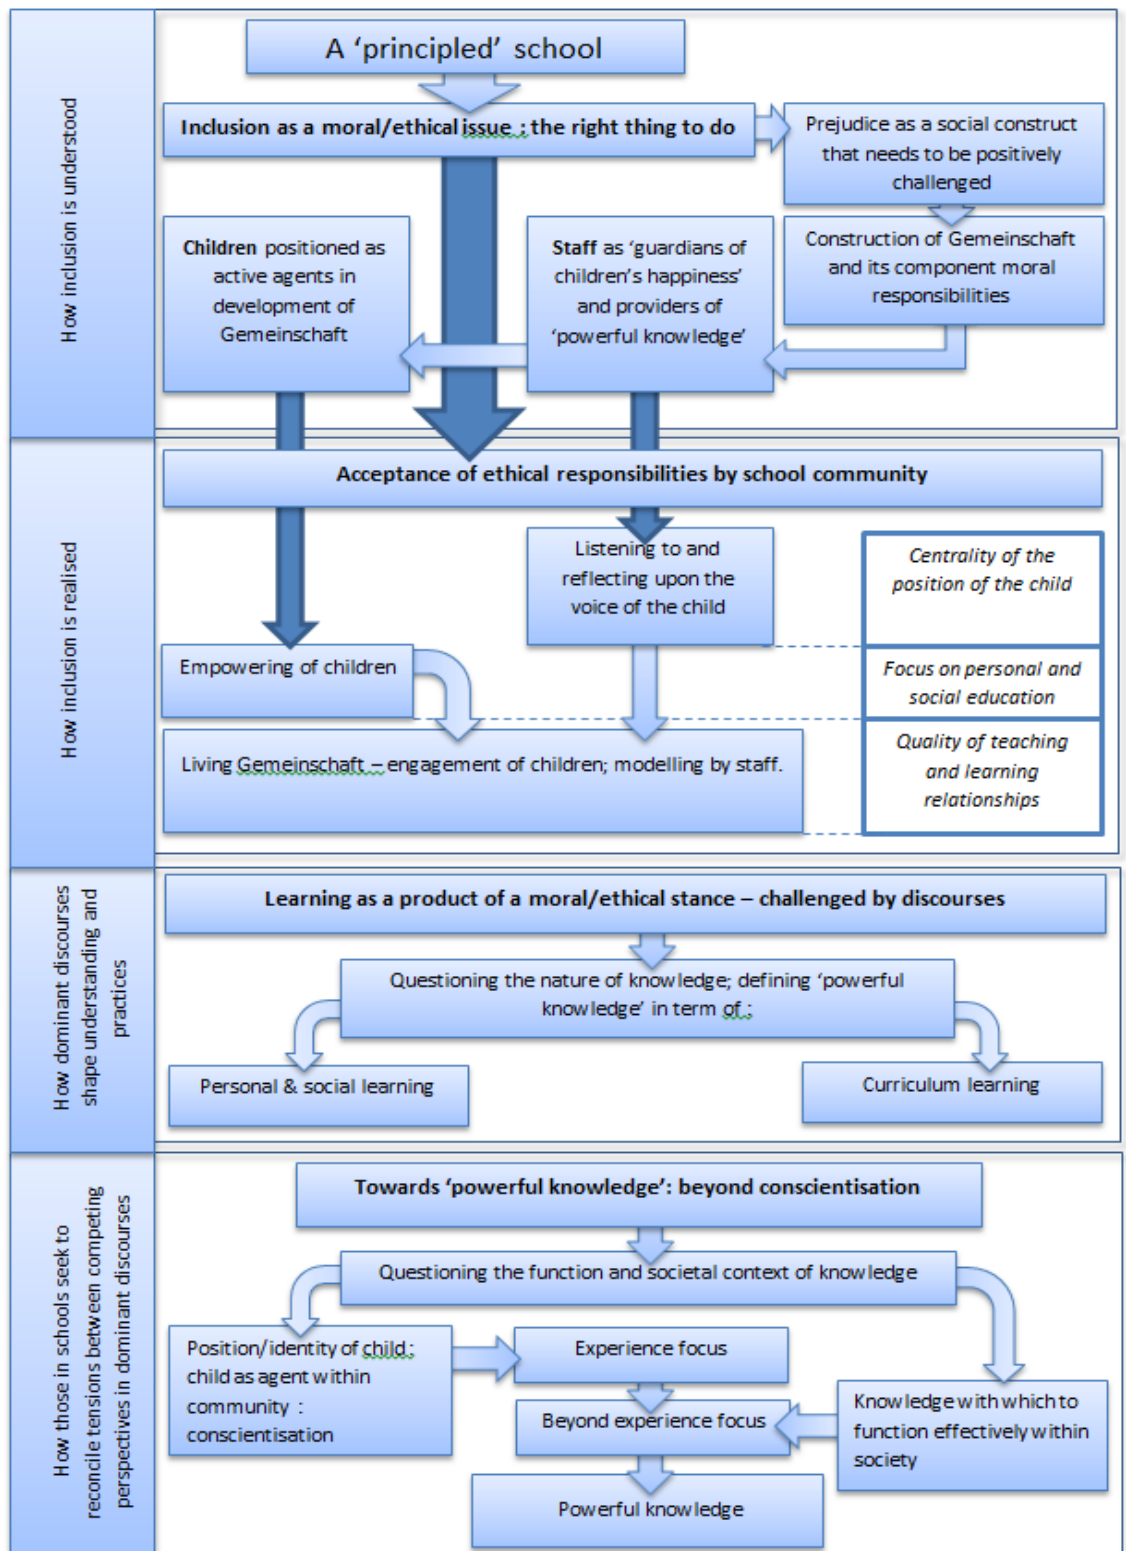 How inclusion is understood
A ‘principled’ school
Inclusion as a moral/ethical issue : the right thing to do
Prejudice as a social construct
that needs to be positively
challenged
Children positioned as
active agents in
development of
Gemeinschaft
Staff as ‘guardians of
children’s happiness’
and providers of
‘powerful knowledge’
Construction of Gemeinschaft
and its component moral
responsibilities
How inclusion is realised
Acceptance of ethical responsibilities by school community
Listening to and
reflecting upon the
voice of the child
Centrality of the
position of the child
Empowering of children
Focus on personal and
social education
Living Gemeinschaft – engagement of children; modelling by staff.
Quality of teaching
and learning
relationships
How dominant discourses
shape understanding and
practices
Learning as a product of a moral/ethical stance – challenged by discourses
Questioning the nature of knowledge; defining ‘powerful
knowledge’ in term of :
Personal & social learning
Curriculum learning
How those in schools seek to
reconcile tensions between competing
perspectives in dominant discourses
Towards ‘powerful knowledge’: beyond conscientisation
Questioning the function and societal context of knowledge
Position/identity of child :
child as agent within
community :
conscientisation
Experience focus
Beyond experience focus
Knowledge with which to
function effectively within
society
Powerful knowledge